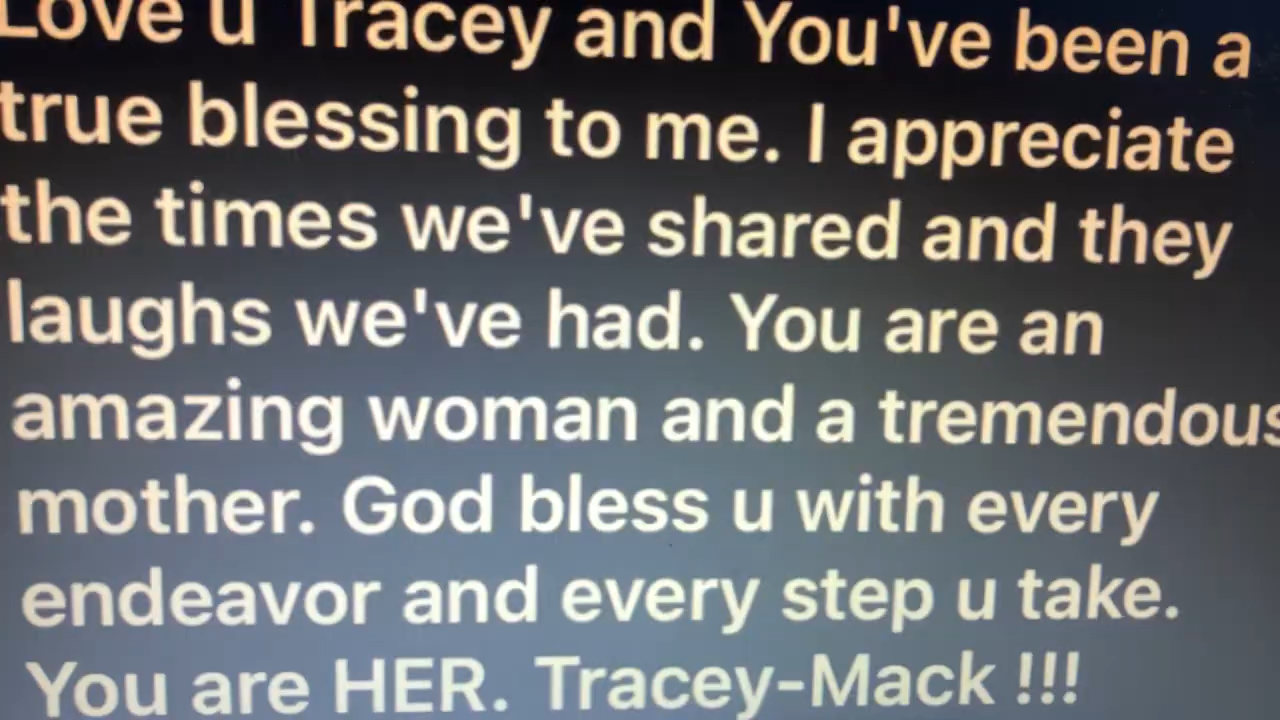 Love u Tracey and You've been a
true blessing to me. I appreciate
the times we've shared and they
laughs we've had. You are an
amazing woman and a tremendous
mother. God bless u with every
endeavor and every step u take.
You are HER. Tracey-Mack !!!